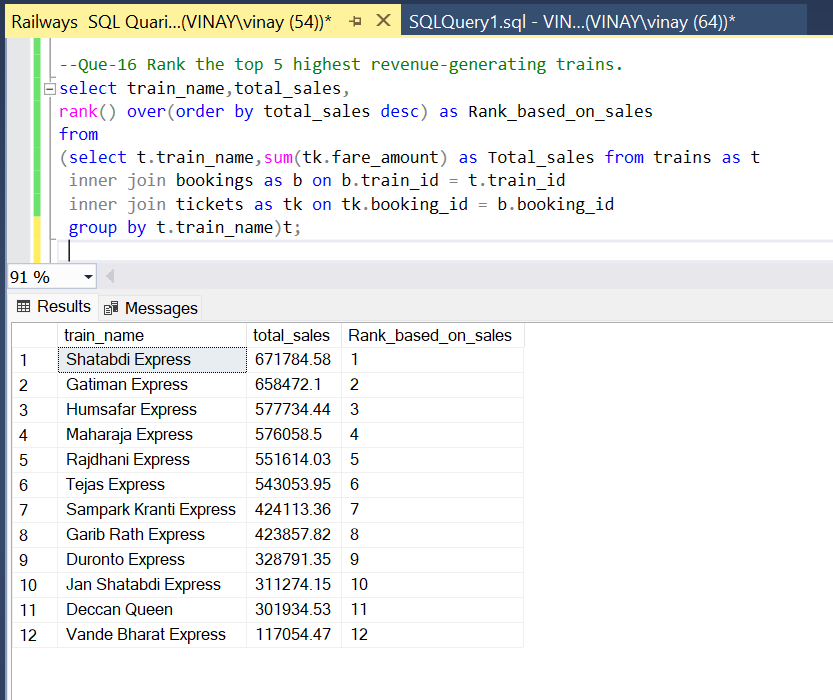 Railways SQL Quari...(VINAY\vinay (54))* SQLQuery1.sql - VIN...(VINAY\vinay (64))*
--Que-16 Rank the top 5 highest revenue-generating trains.
select train_name,total_sales,
rank() over(order by total_sales desc) as Rank_based_on_sales
from
(select t.train_name,sum(tk.fare_amount) as Total_sales from trains as t
inner join bookings as b on b.train_id = t.train_id
inner join tickets as tk on tk.booking_id = b.booking_id
group by t.train_name)t;
91 %
Results Messages
train_name total_sales Rank_based_on_sales
1 Shatabdi Express 671784.58 1
2 Gatiman Express 658472.1 2
3 Humsafar Express 577734.44 3
4 Maharaja Express 576058.5 4
5 Rajdhani Express 551614.03 5
6 Tejas Express 543053.95 6
7 Sampark Kranti Express 424113.36 7
8 Garib Rath Express 423857.82 8
9 Duronto Express 328791.35 9
10 Jan Shatabdi Express 311274.15 10
11 Deccan Queen 301934.53 11
12 Vande Bharat Express 117054.47 12